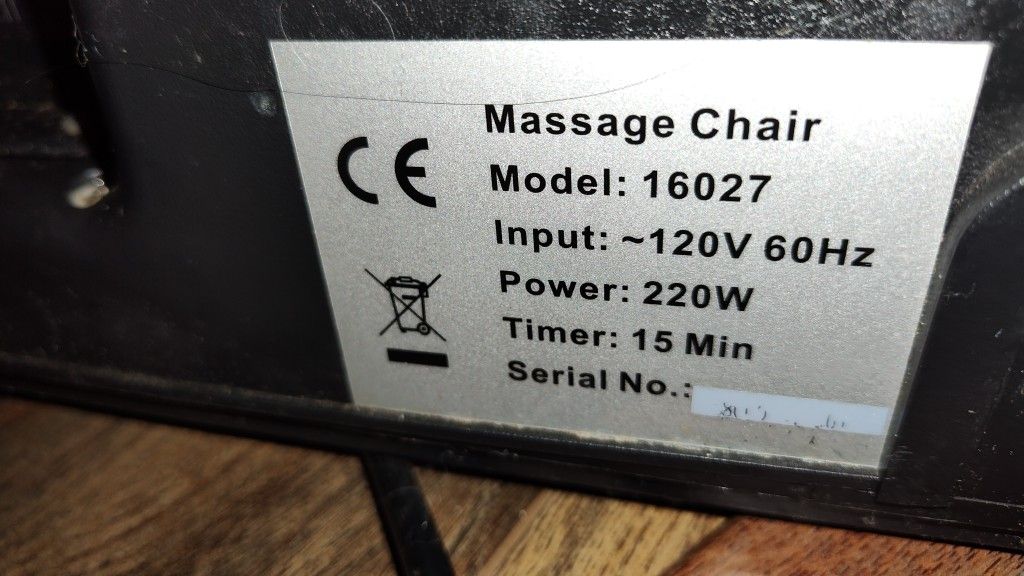 Massage Chair
CE
Model: 16027
Input: ~120V 60Hz
Power: 220W
Timer: 15 Min
Serial No.: